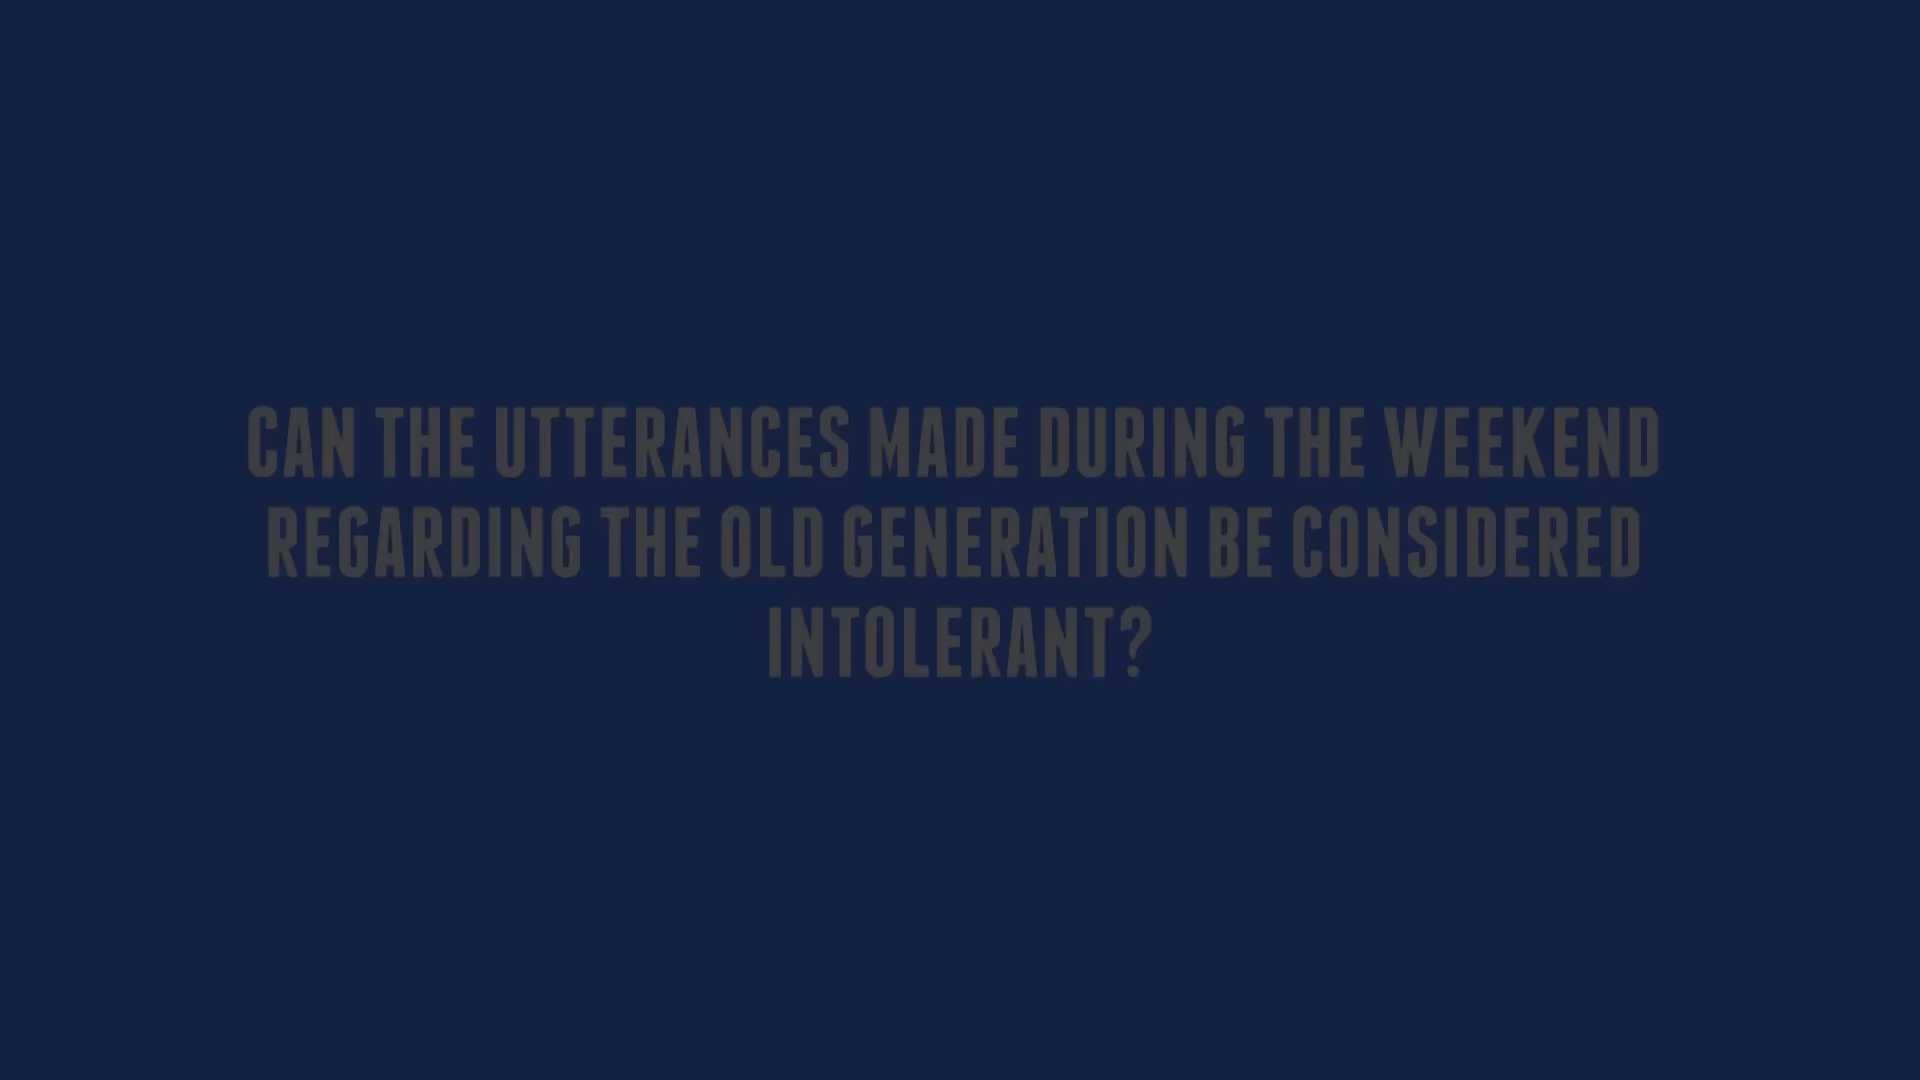 CAN THE UTTERANCES MADE DURING THE WEEKEND
REGARDING THE OLD GENERATION BE CONSIDERED
INTOLERANT?